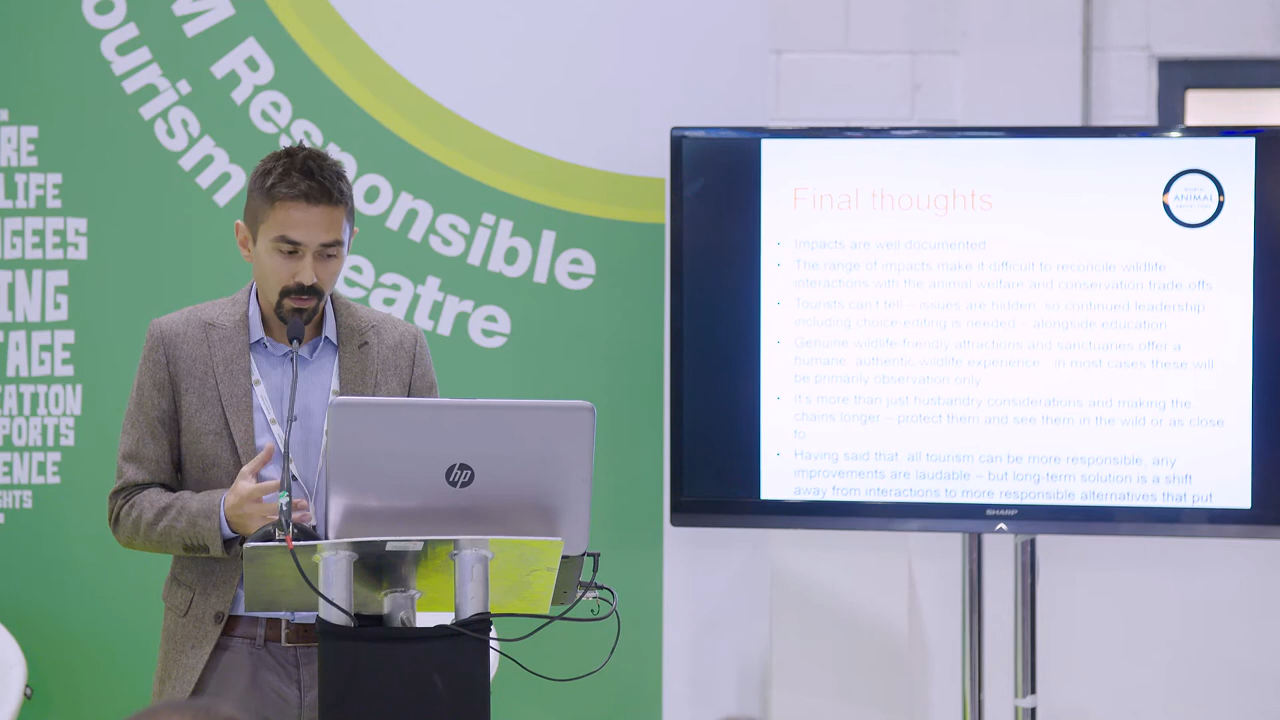 M Responsible
Tourism
eatre
RE
LIFE
GEES
ING
TAGE
ATION
PORTS
ENCE
GHTS
hp
Final thoughts
WORLD
ANIMAL
PROTECTION
• Impacts are well documented
• The range of impacts make it difficult to reconcile wildlife
interactions with the animal welfare and conservation trade-offs
• Tourists can't tell – issues are hidden, so continued leadership
including choice-editing is needed – alongside education
• Genuine wildlife-friendly attractions and sanctuaries offer a
humane, authentic wildlife experience – in most cases these will
be primarily observation only
• It's more than just husbandry considerations and making the
chains longer – protect them and see them in the wild or as close
to
• Having said that, all tourism can be more responsible, any
improvements are laudable – but long-term solution is a shift
away from interactions to more responsible alternatives that put
SHARP